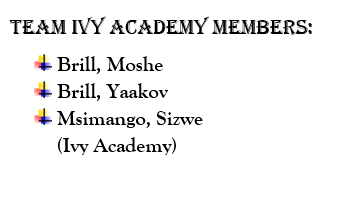 TEAM IVY ACADEMY MEMBERS:
Brill, Moshe
Brill, Yaakov
Msimango, Sizwe
(Ivy Academy)